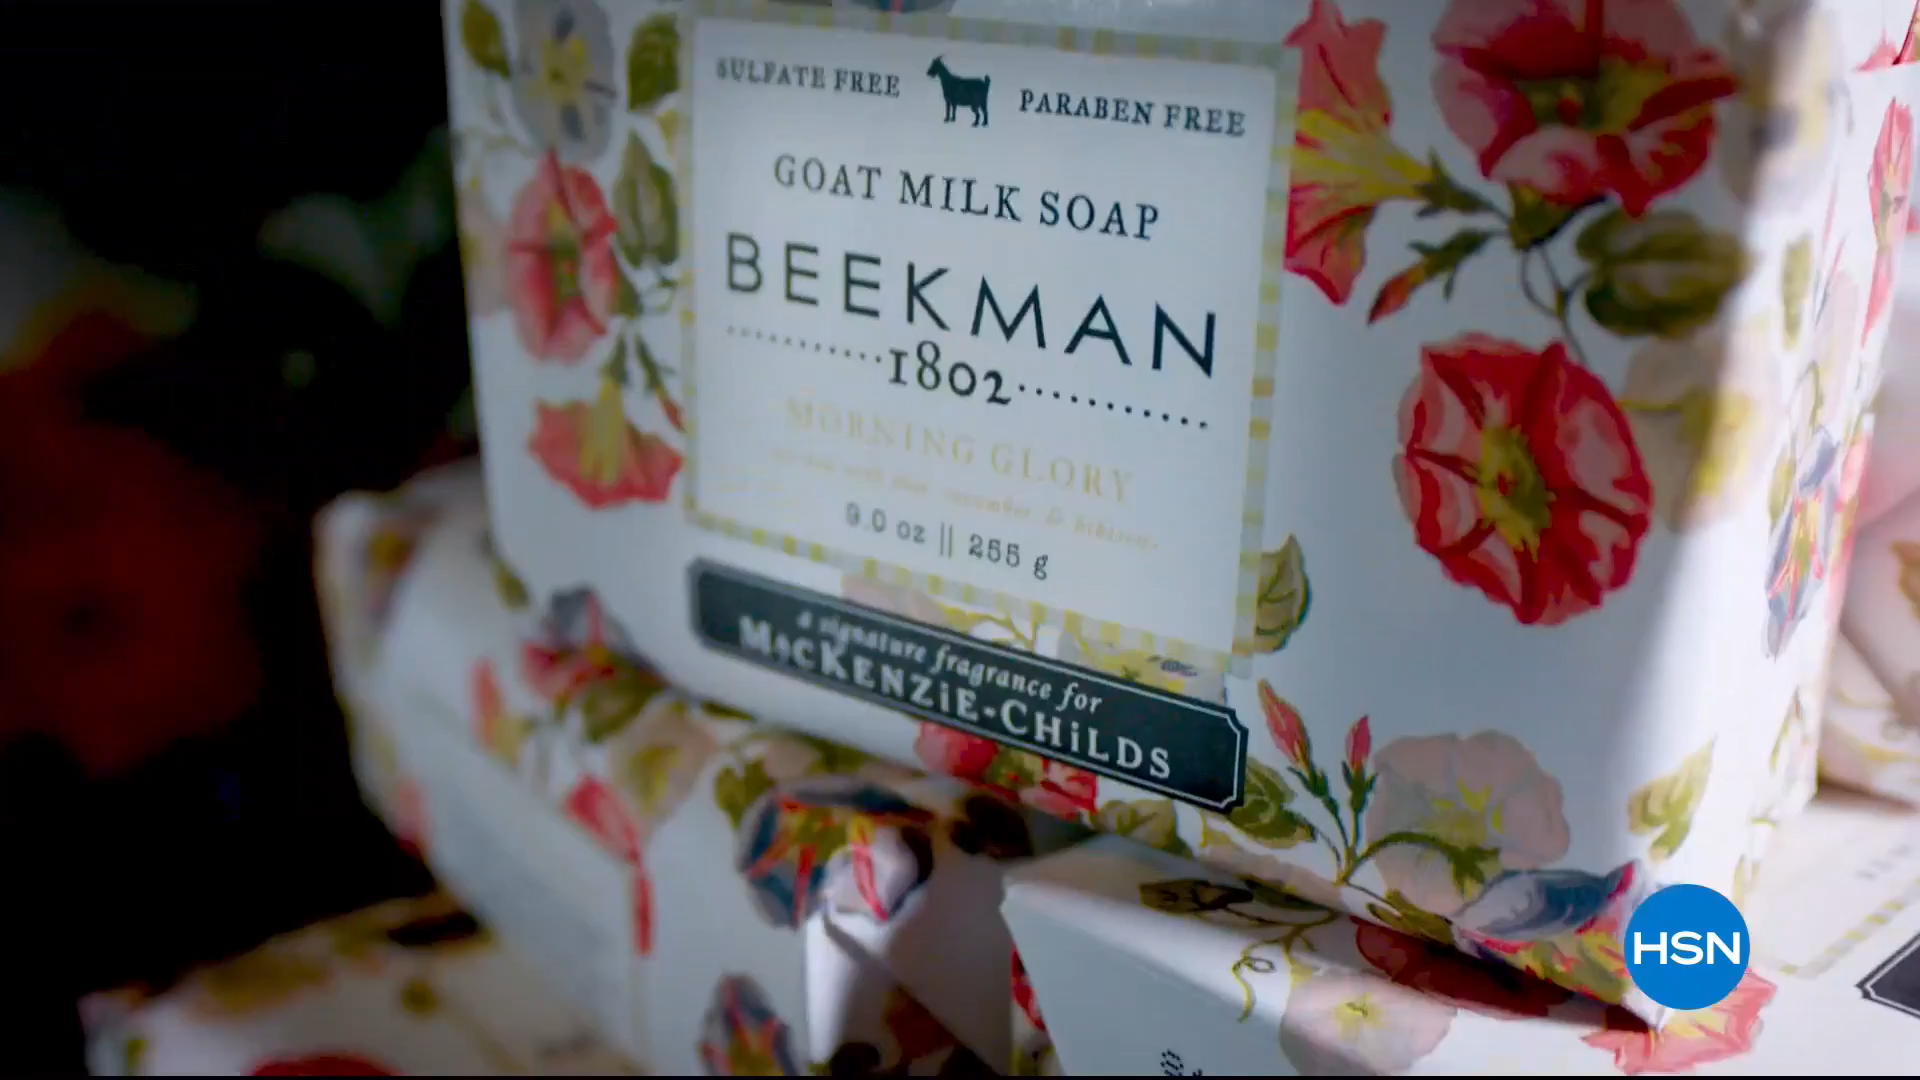 SULFATE FREE PARABEN FREE
GOAT MILK SOAP
BEEKMAN
1802
MORNING GLORY
9.0 oz || 255 g
a signature fragrance for
MacKENZiE-CHiLDS
HSN